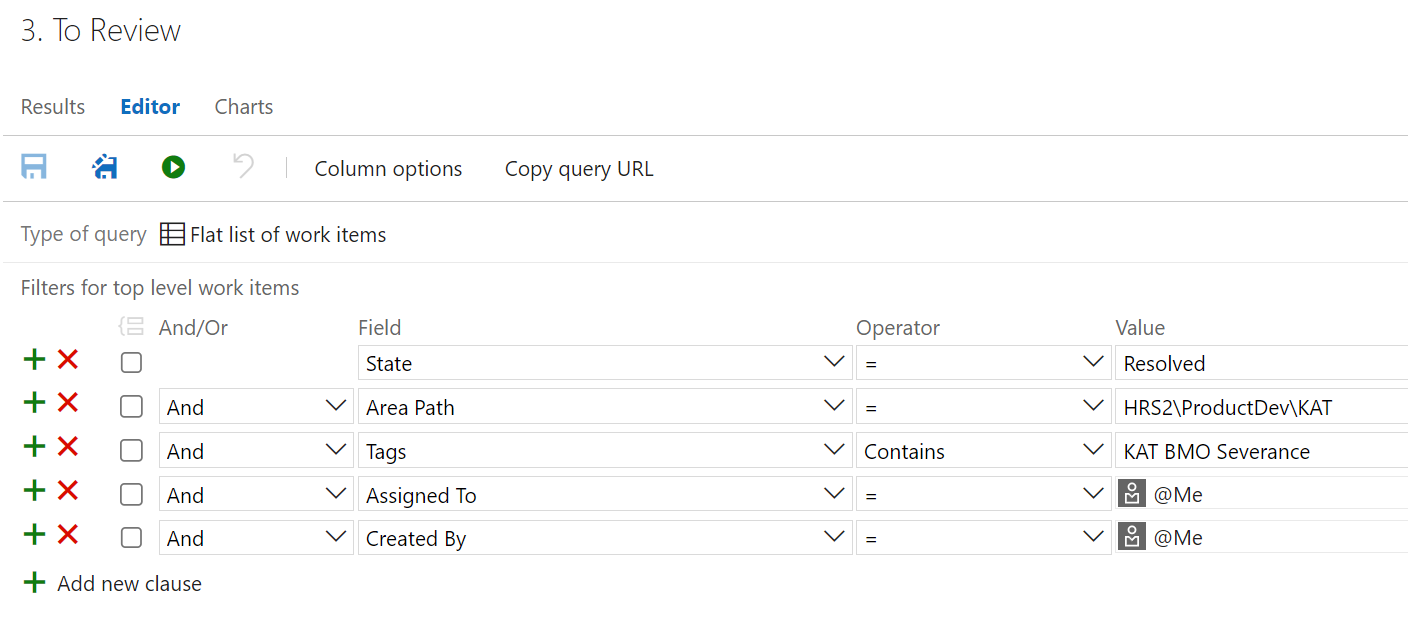 3. To Review
Results Editor Charts
Column options Copy query URL
Type of query Flat list of work items
Filters for top level work items
And/Or Field Operator Value
State = Resolved
And Area Path = HRS2\ProductDev\KAT
And Tags Contains KAT BMO Severance
And Assigned To = @Me
And Created By = @Me
Add new clause